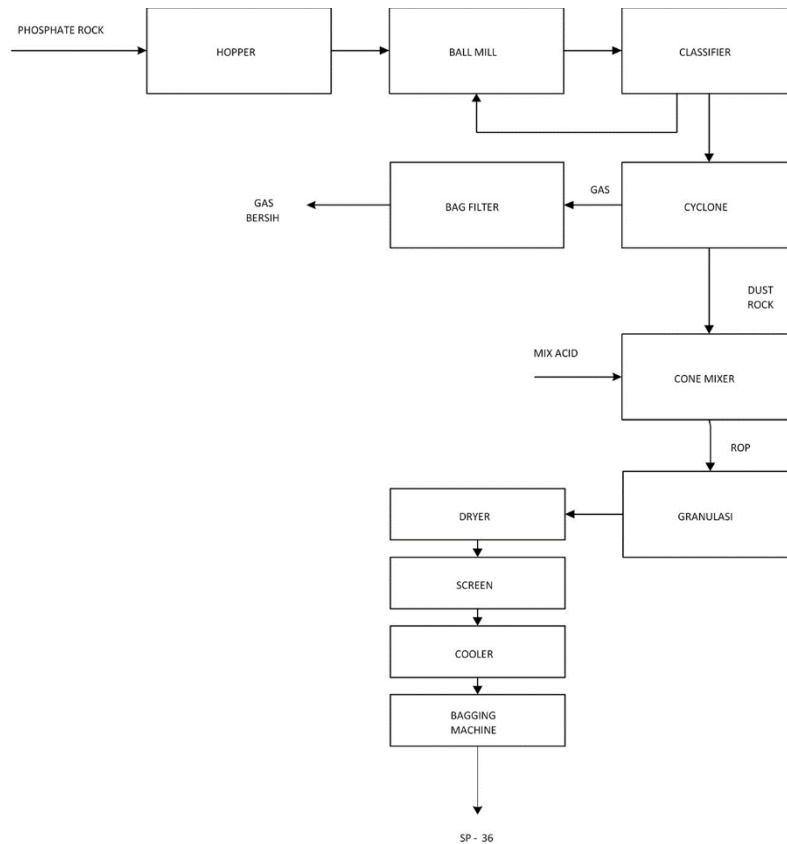 PHOSPHATE ROCK
HOPPER
BALL MILL
CLASSIFIER
GAS
BERSIH
BAG FILTER
GAS
CYCLONE
DUST
ROCK
MIX ACID
CONE MIXER
ROP
GRANULASI
DRYER
SCREEN
COOLER
BAGGING
MACHINE
SP - 36